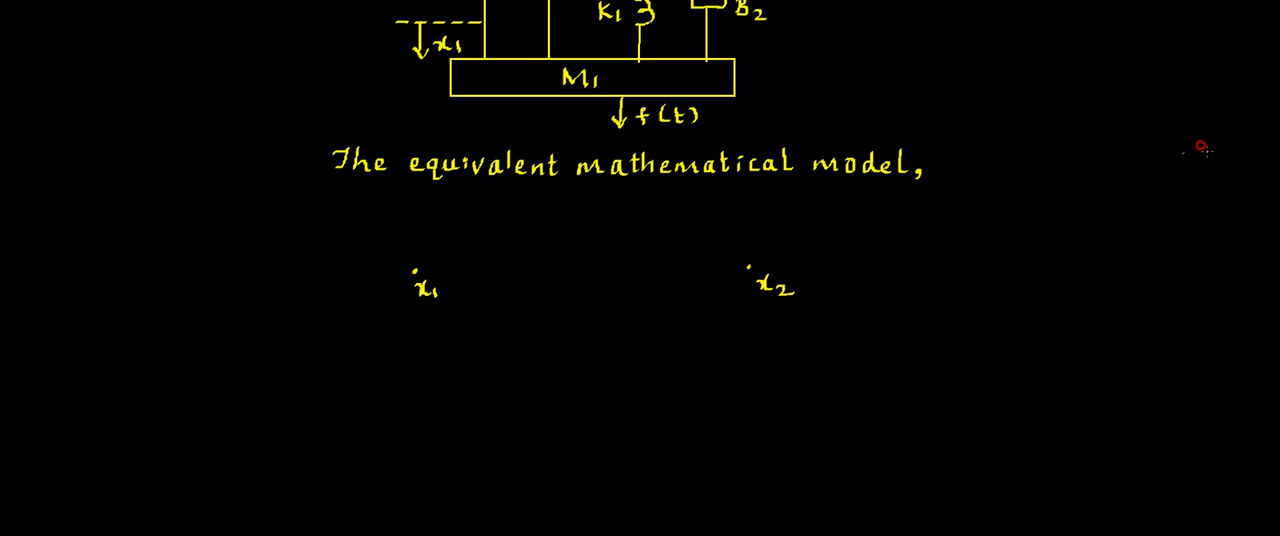 K₁ B₂
x₁
M₁
f(t)
The equivalent mathematical model,
x₁ x₂